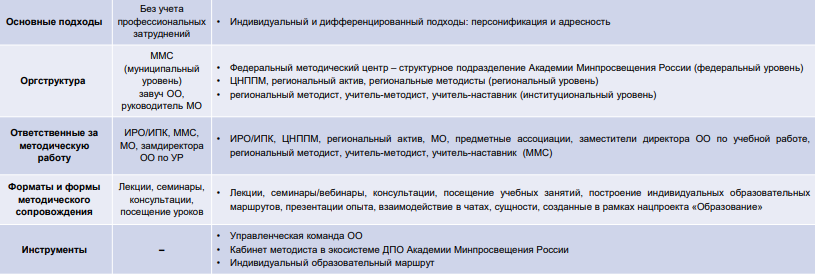 Основные подходы
Без учета
профессиональных
затруднений
• Индивидуальный и дифференцированный подходы: персонификация и адресность
Оргструктура
ММС
(муниципальный
уровень)
завуч ОО,
руководитель МО
• Федеральный методический центр – структурное подразделение Академии Минпросвещения России (федеральный уровень)
• ЦНППМ, региональный актив, региональные методисты (региональный уровень)
• региональный методист, учитель-методист, учитель-наставник (институциональный уровень)
Ответственные за
методическую
работу
ИРО/ИПК, ММС,
МО, замдиректора
ОО по УР
• ИРО/ИПК, ЦНППМ, региональный актив, МО, предметные ассоциации, заместители директора ОО по учебной работе,
региональный методист, учитель-методист, учитель-наставник (ММС)
Форматы и формы
методического
сопровождения
Лекции, семинары,
консультации,
посещение уроков
• Лекции, семинары/вебинары, консультации, посещение учебных занятий, построение индивидуальных образовательных
маршрутов, презентации опыта, взаимодействие в чатах, сущности, созданные в рамках нацпроекта «Образование»
Инструменты
–
• Управленческая команда ОО
• Кабинет методиста в экосистеме ДПО Академии Минпросвещения России
• Индивидуальный образовательный маршрут